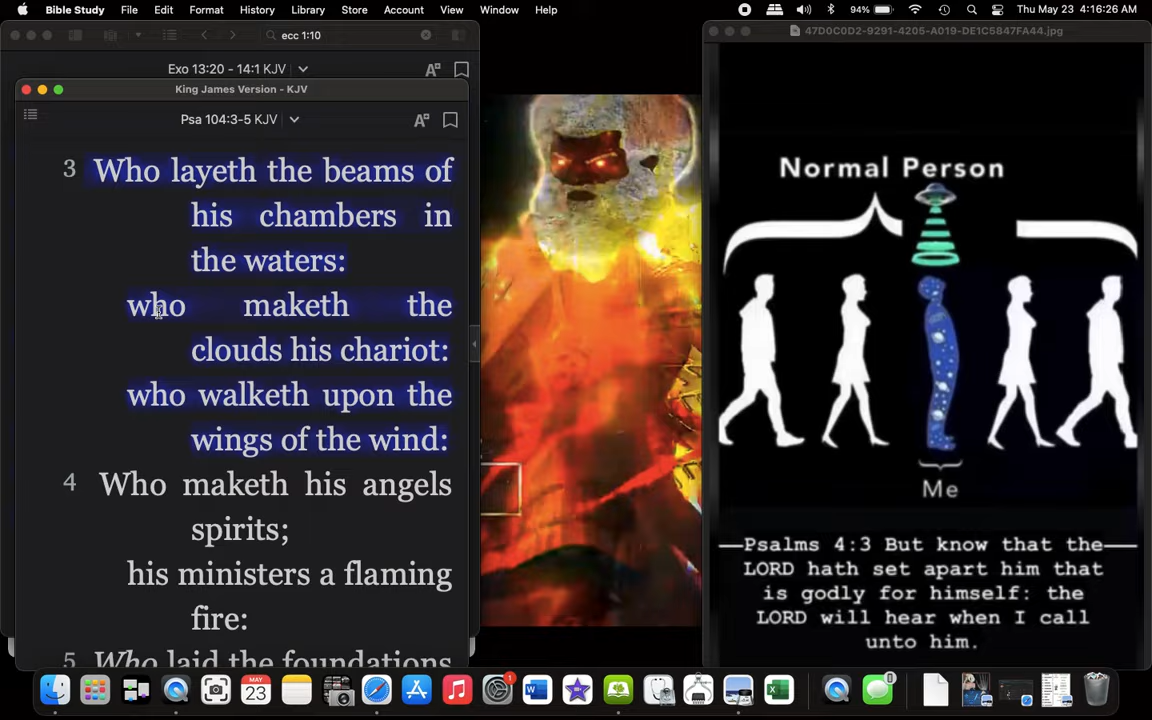 Bible Study File Edit Format History Library Store Account View Window Help 94% Thu May 23 4:16:26 AM
ecc 1:10
47D0C0D2-9291-4205-A019-DE1C5847FA44.jpg
Exo 13:20 - 14:1 KJV
King James Version - KJV
Psa 104:3-5 KJV
3 Who layeth the beams of
his chambers in
the waters:
who maketh the
clouds his chariot:
who walketh upon the
wings of the wind:
4 Who maketh his angels
spirits;
his ministers a flaming
fire:
5 Who laid the foundations
Normal Person
Me
Psalms 4:3 But know that the
LORD hath set apart him that
is godly for himself: the
LORD will hear when I call
unto him.
MAY
23
1